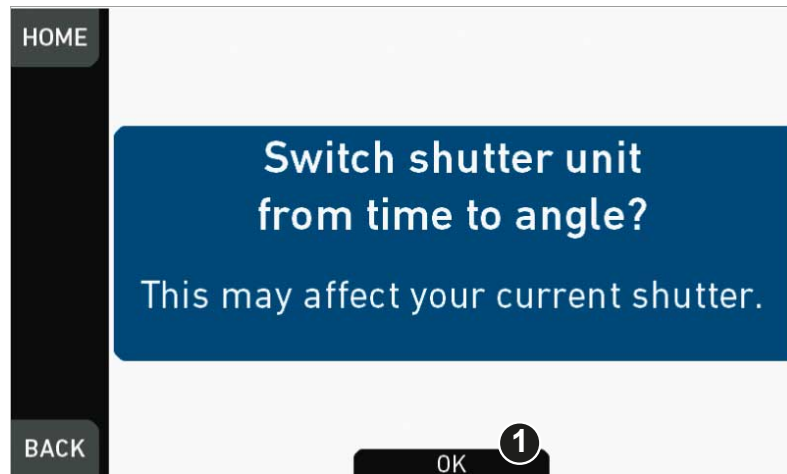 HOME
Switch shutter unit
from time to angle?
This may affect your current shutter.
BACK
1
OK